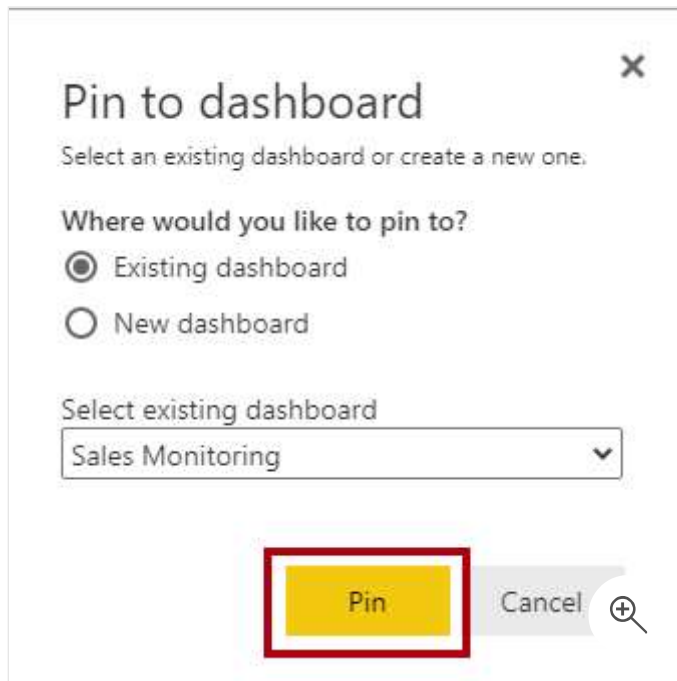 Pin to dashboard
Select an existing dashboard or create a new one.
Where would you like to pin to?
Existing dashboard
New dashboard
Select existing dashboard
Sales Monitoring
Pin Cancel